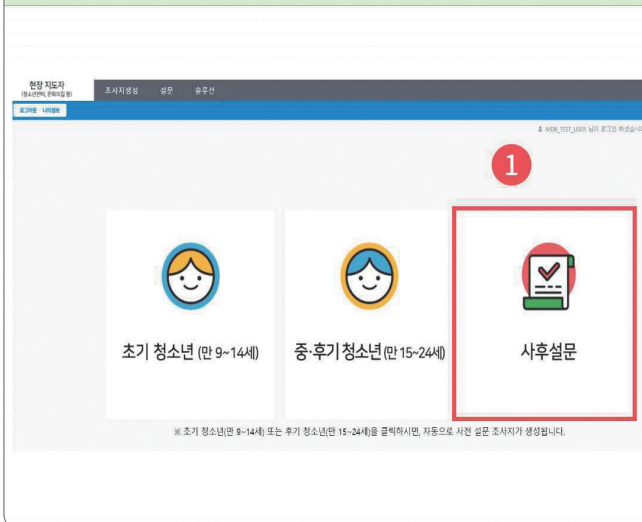 현장 지도자
(청소년센터, 문화의집 등)
조사지생성 설문 솔루션
로그아웃 나의정보
MDB_TEST_USER 님이 로그인 하셨습니다
1
초기 청소년 (만 9~14세)
중·후기 청소년 (만 15~24세)
사후설문
※ 초기 청소년(만 9~14세) 또는 후기 청소년(만 15~24세)을 클릭하시면, 자동으로 사전 설문 조사지가 생성됩니다.